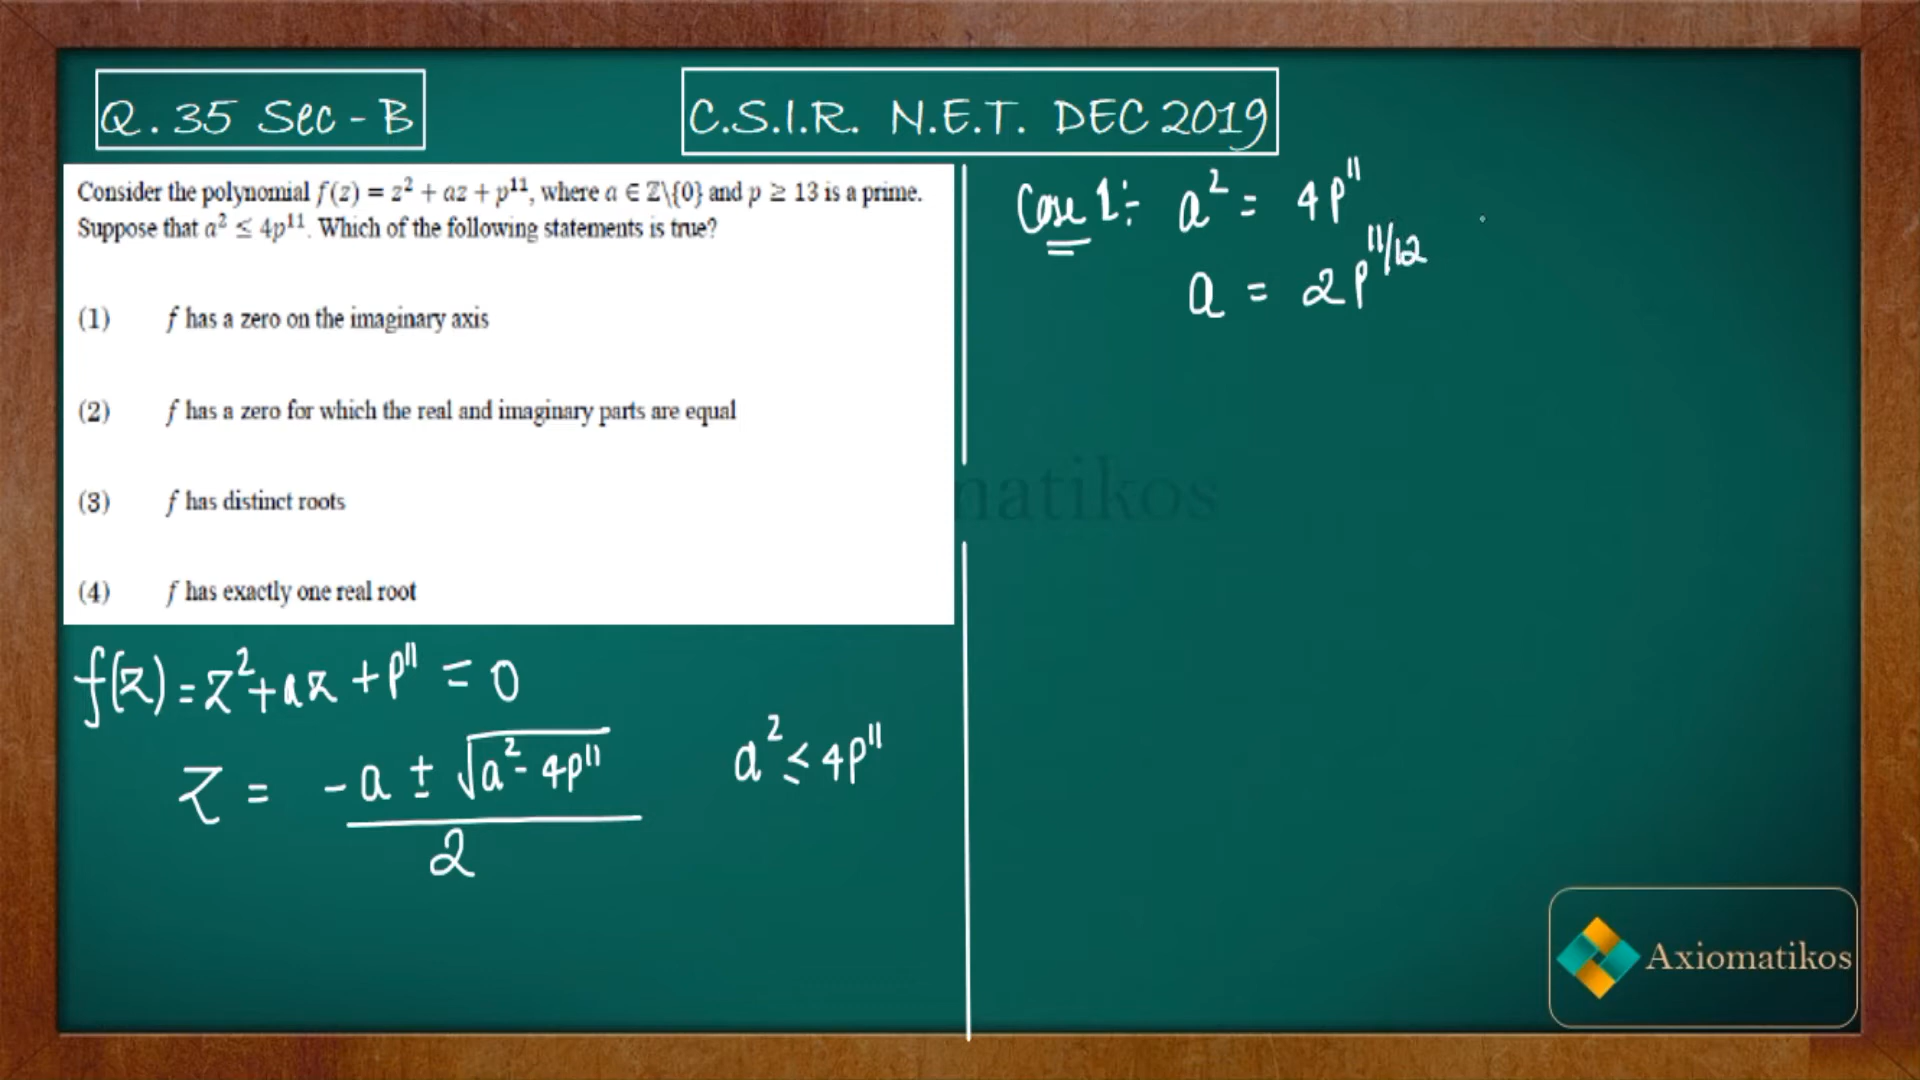 Q. 35 Sec - B
C.S.I.R. N.E.T. DEC 2019
Consider the polynomial f(z) = z² + az + p¹¹, where a ∈ Z\{0} and p ≥ 13 is a prime.
Suppose that a² ≤ 4p¹¹. Which of the following statements is true?
(1) f has a zero on the imaginary axis
(2) f has a zero for which the real and imaginary parts are equal
(3) f has distinct roots
(4) f has exactly one real root
f(z) = z² + az + p¹¹ = 0
z = (-a ± √(a² - 4p¹¹)) / 2
a² ≤ 4p¹¹
Case 1:- a² = 4p¹¹
a = 2p^(11/12)
matikos
Axiomatikos